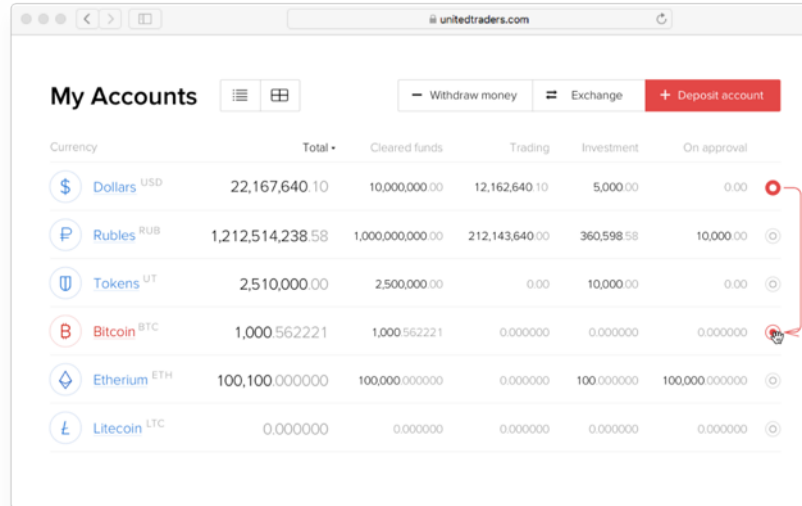 unitedtraders.com
My Accounts
Withdraw money Exchange + Deposit account
Currency Total Cleared funds Trading Investment On approval
$ Dollars USD 22,167,640.10 10,000,000.00 12,162,640.10 5,000.00 0.00
₽ Rubles RUB 1,212,514,238.58 1,000,000,000.00 212,143,640.00 360,598.58 10,000.00
Tokens UT 2,510,000.00 2,500,000.00 0.00 10,000.00 0.00
Bitcoin BTC 1,000.562221 1,000.562221 0.000000 0.000000 0.000000
Etherium ETH 100,100.000000 100,000.000000 0.000000 100.000000 100,000.000000
Ł Litecoin LTC 0.000000 0.000000 0.000000 0.000000 0.000000